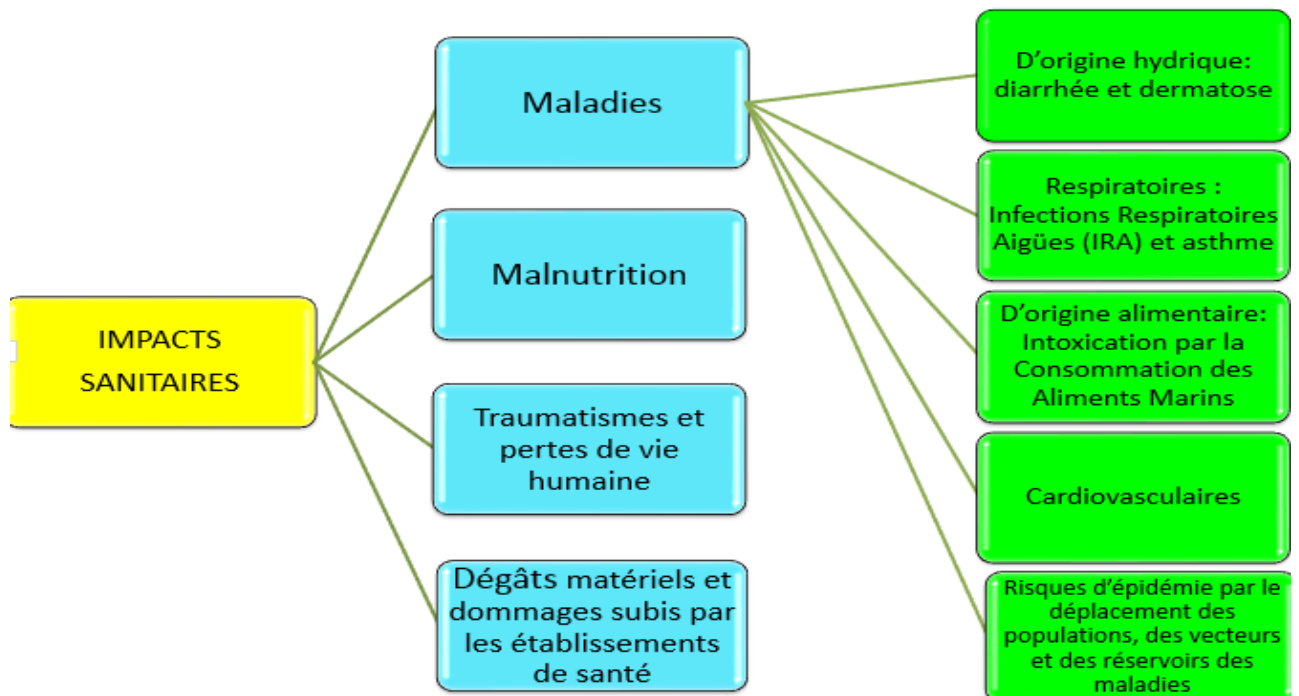 IMPACTS
SANITAIRES
Maladies
Malnutrition
Traumatismes et
pertes de vie
humaine
Dégâts matériels et
dommages subis par
les établissements
de santé
D’origine hydrique:
diarrhée et dermatose
Respiratoires :
Infections Respiratoires
Aigües (IRA) et asthme
D’origine alimentaire:
Intoxication par la
Consommation des
Aliments Marins
Cardiovasculaires
Risques d’épidémie par le
déplacement des
populations, des vecteurs
et des réservoirs des
maladies